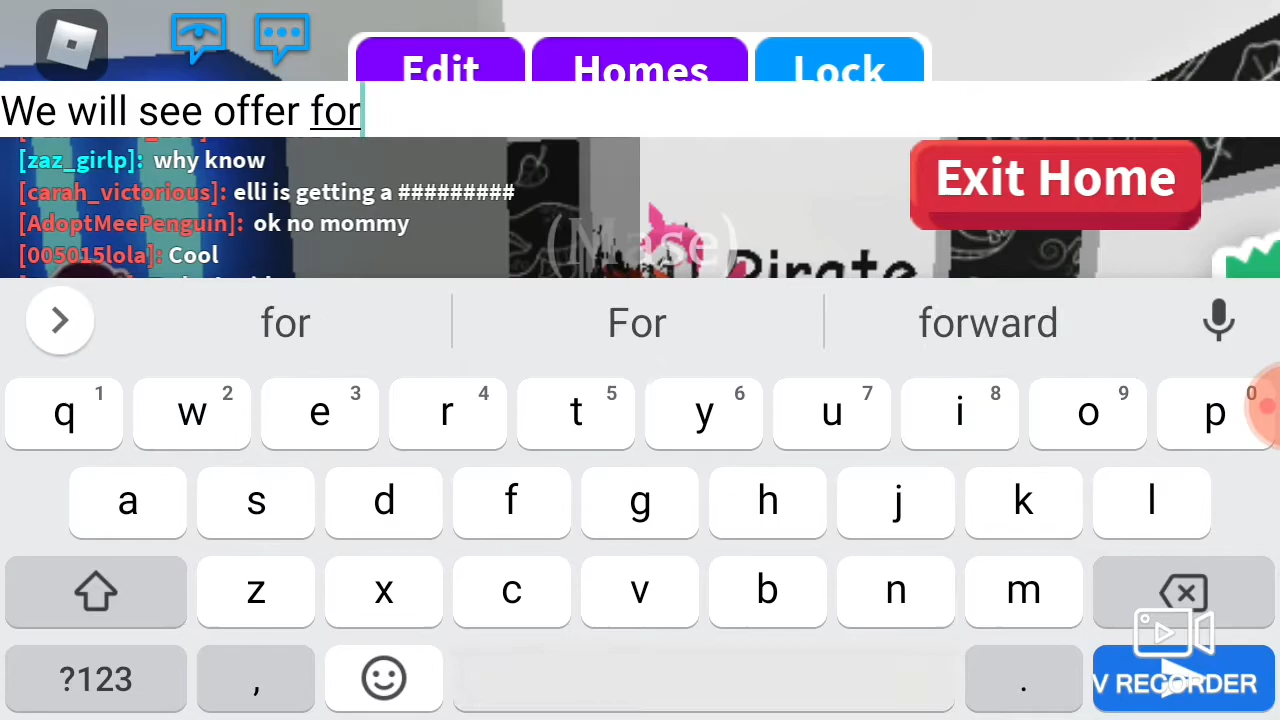 Edit Homes Lock
We will see offer for
[zaz_girlp]: why know
[carah_victorious]: elli is getting a #########
[AdoptMeePenguin]: ok no mommy
[005015lola]: Cool
Exit Home
(Mase)
Pirate
for For forward
q 1 w 2 e 3 r 4 t 5 y 6 u 7 i 8 o 9 p 0
a s d f g h j k l
z x c v b n m
?123 , .
V RECORDER